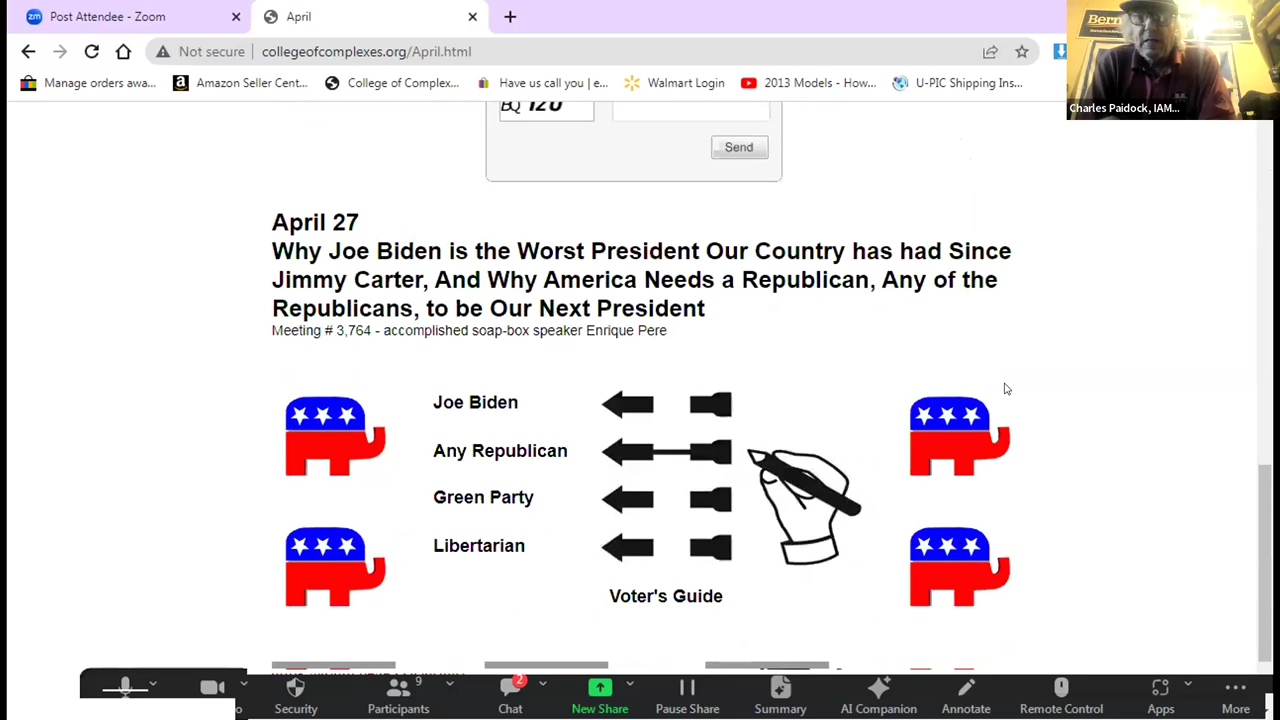 Post Attendee - Zoom
April
Not secure
collegeofcomplexes.org/April.html
Manage orders awa...
Amazon Seller Cent...
College of Complex...
Have us call you | e...
Walmart Login
2013 Models - How...
U-PIC Shipping Ins...
Charles Paidock, IAM...
BQ 120
Send
April 27
Why Joe Biden is the Worst President Our Country has had Since
Jimmy Carter, And Why America Needs a Republican, Any of the
Republicans, to be Our Next President
Meeting # 3,764 - accomplished soap-box speaker Enrique Pere
Joe Biden
Any Republican
Green Party
Libertarian
Voter's Guide
9
2
Security
Participants
Chat
New Share
Pause Share
Summary
AI Companion
Annotate
Remote Control
Apps
More